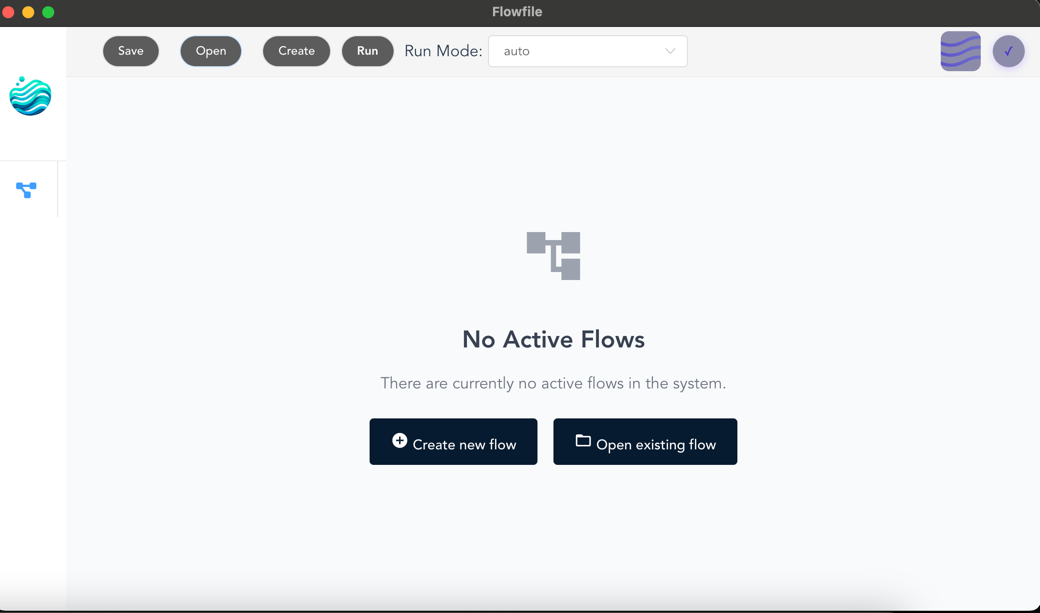 Flowfile
Save Open Create Run Run Mode: auto
No Active Flows
There are currently no active flows in the system.
Create new flow Open existing flow